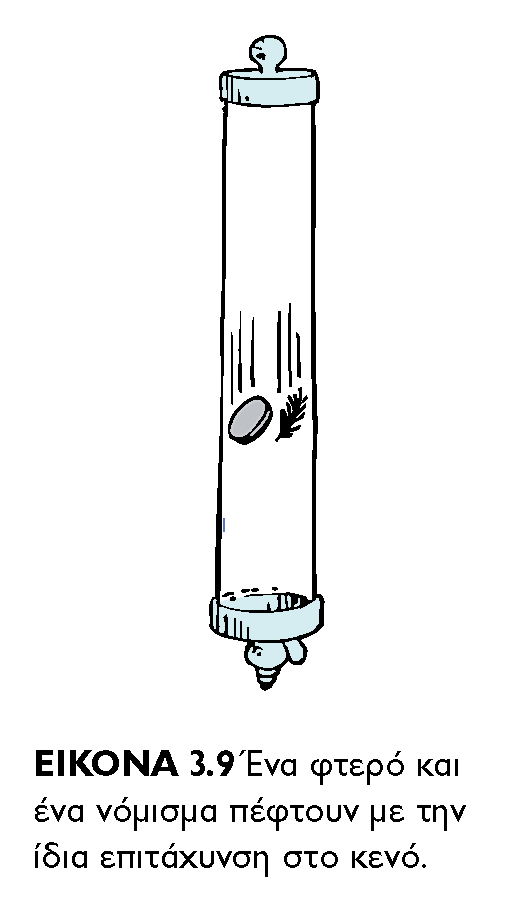 ΕΙΚΟΝΑ 3.9 Ένα φτερό και
ένα νόμισμα πέφτουν με την
ίδια επιτάχυνση στο κενό.